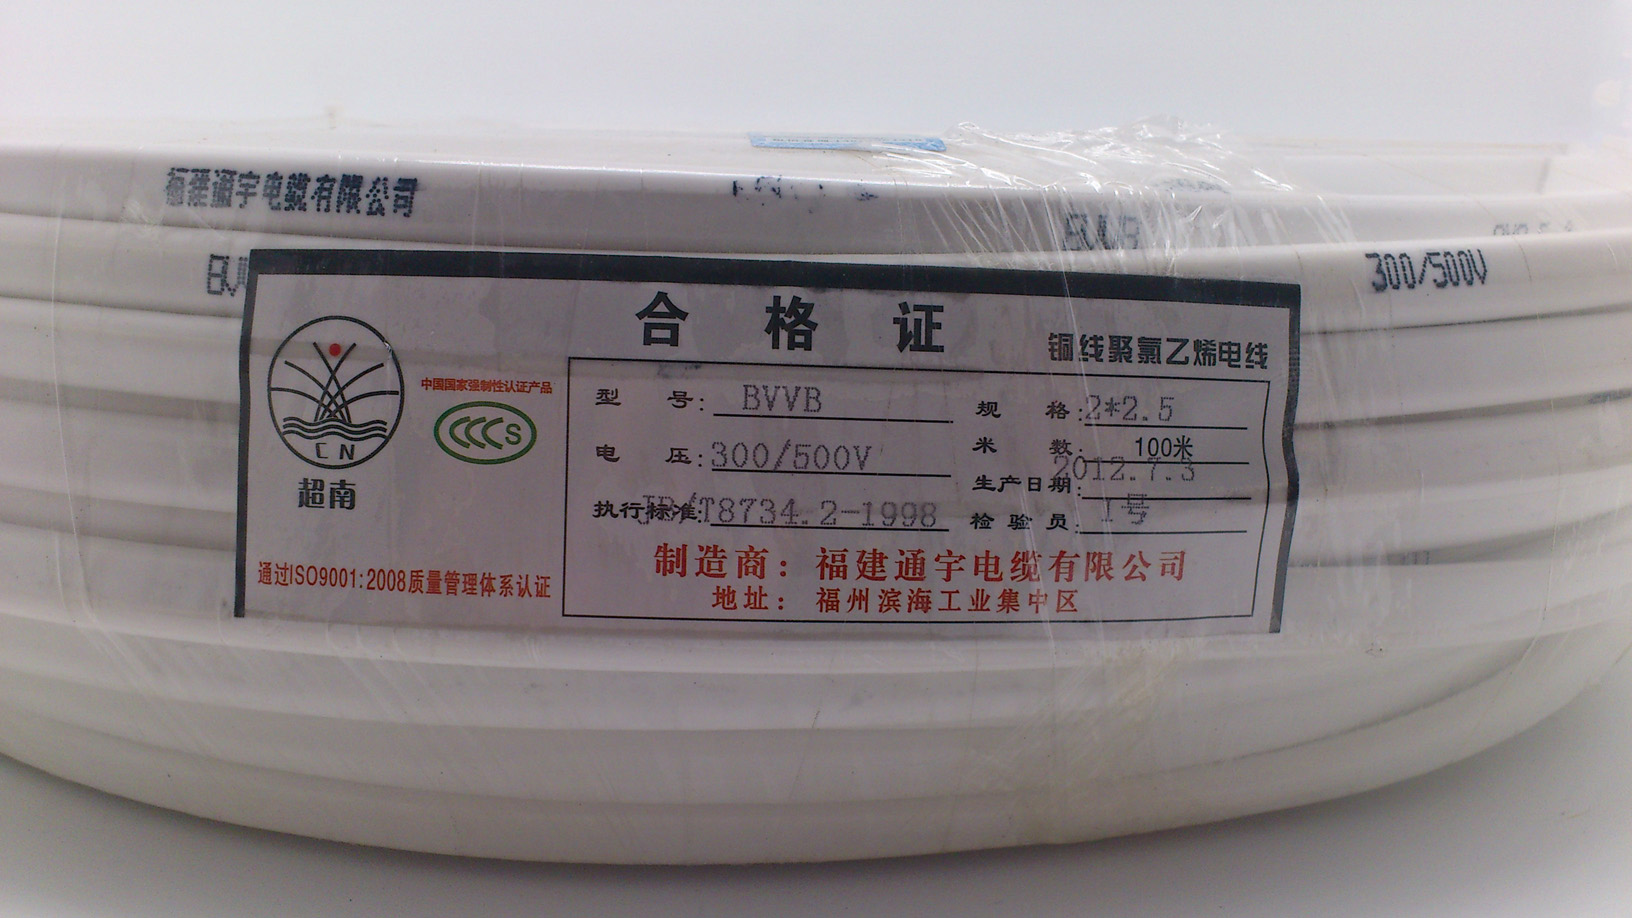 福建通宇电缆有限公司
BVVB
300/500V
合格证
铜线聚氯乙烯电线
中国国家强制性认证产品
CCC S
CN
超南
通过ISO9001:2008质量管理体系认证
型号: BVVB
规格: 2*2.5
电压: 300/500V
米数: 100米
生产日期: 2012.7.3
执行标准: JB/T8734.2-1998
检验员: 1号
制造商：福建通宇电缆有限公司
地址：福州滨海工业集中区